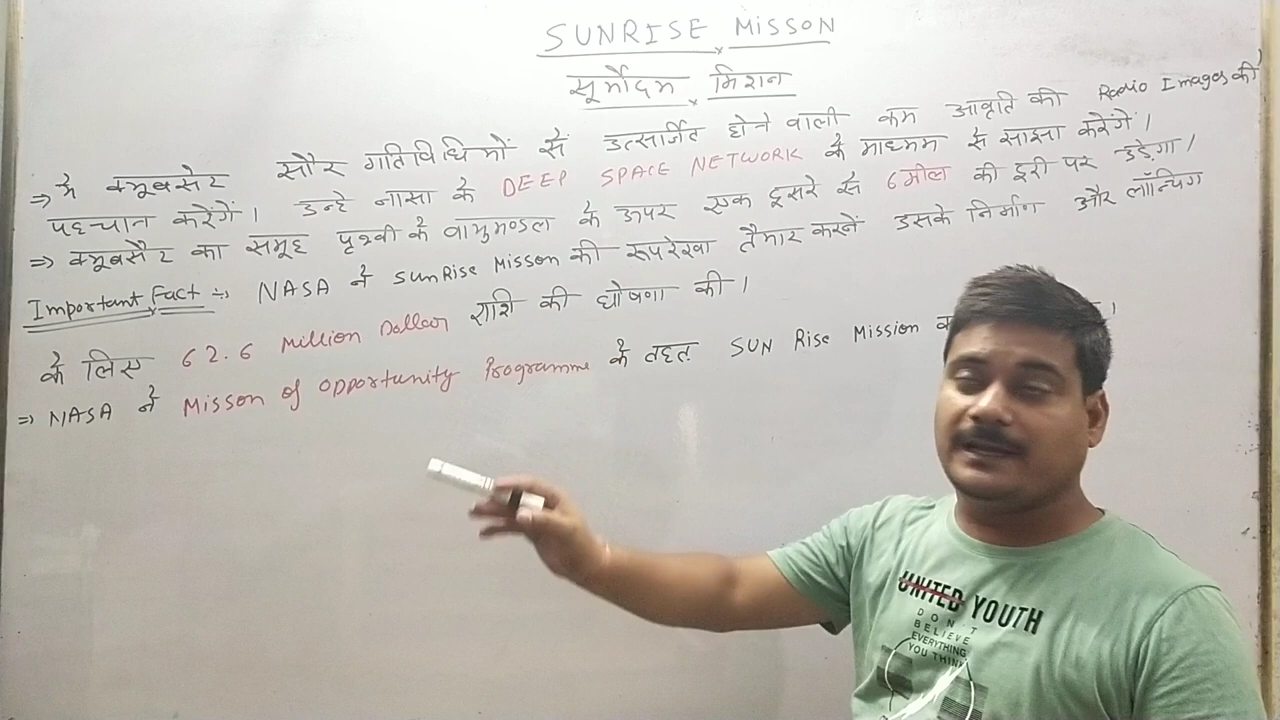 SUNRISE MISSON
सूर्योदय मिशन
⇒ ये क्यूबसेट सौर गतिविधियों से उत्सर्जित होने वाली कम आवृति की Radio Images की
पहचान करेंगें। उन्हे नासा के DEEP SPACE NETWORK के माध्यम से साझा करेंगें।
⇒ क्यूबसैट का समूह पृथ्वी के वायुमण्डल के ऊपर एक दूसरे से 6 मील की दूरी पर उड़ेगा।
Important Fact :-> NASA ने SunRise Misson की रूपरेखा तैयार करनें उसके निर्माण और लॉन्चिंग
के लिए 62.6 Million Dollar राशि की घोषणा की।
⇒ NASA ने Misson of opportunity Programme के तहत SUN Rise Mission
UNITED YOUTH
DON'T
BELIEVE
EVERYTHING
YOU THINK